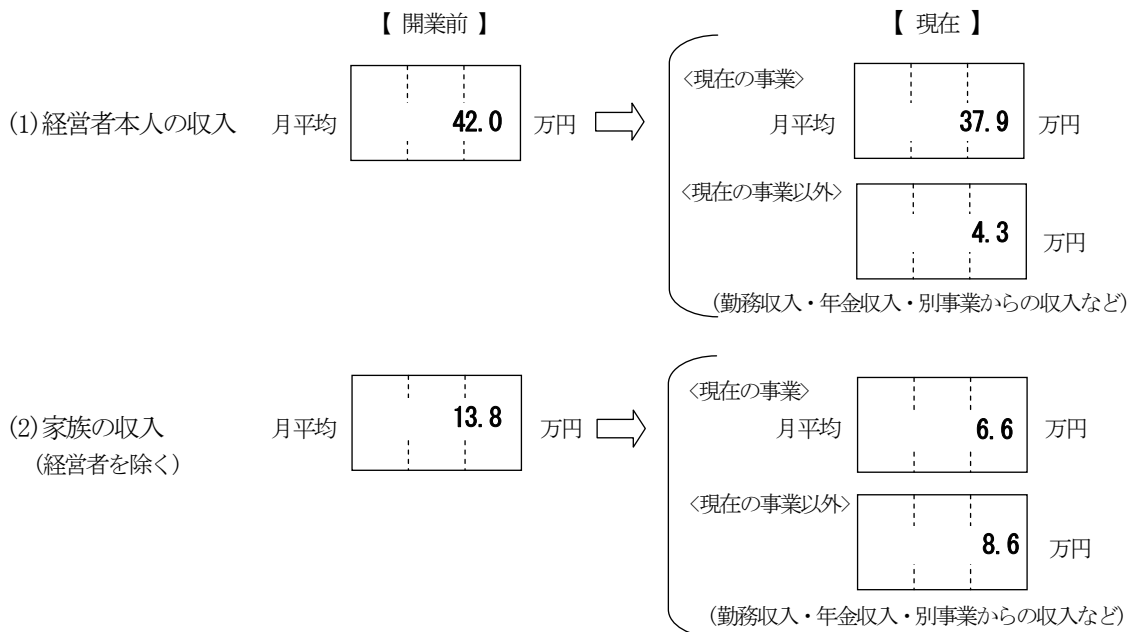 【 開業前 】 【 現在 】
<現在の事業>
(1)経営者本人の収入 月平均 42.0 万円 月平均 37.9 万円
<現在の事業以外>
4.3 万円
(勤務収入・年金収入・別事業からの収入など)
<現在の事業>
(2)家族の収入 月平均 13.8 万円 月平均 6.6 万円
(経営者を除く)
<現在の事業以外>
8.6 万円
(勤務収入・年金収入・別事業からの収入など)